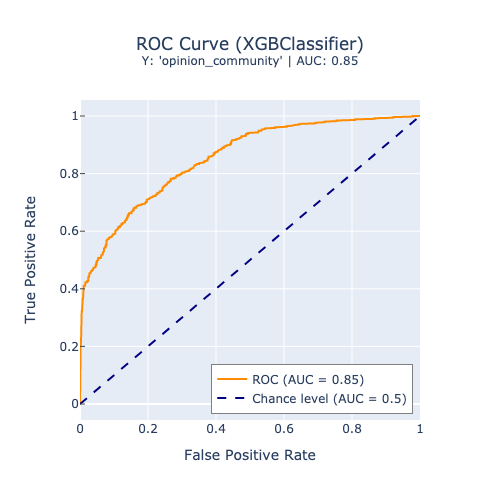 ROC Curve (XGBClassifier)
Y: 'opinion_community' | AUC: 0.85
True Positive Rate
1
0.8
0.6
0.4
0.2
0
ROC (AUC = 0.85)
Chance level (AUC = 0.5)
0 0.2 0.4 0.6 0.8 1
False Positive Rate